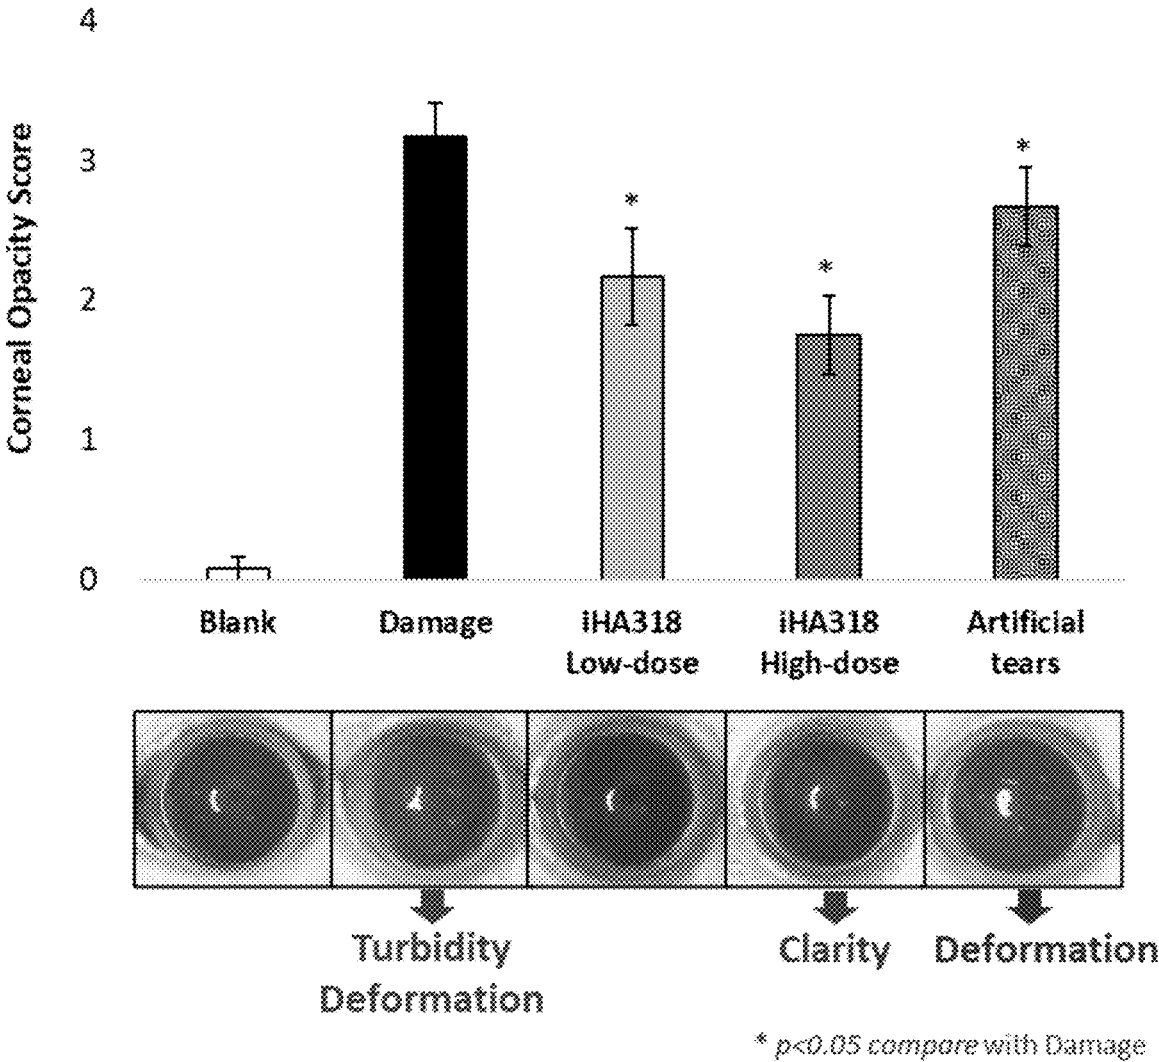 Corneal Opacity Score
4
3
2
1
0
*
*
*
Blank
Damage
iHA318
Low-dose
iHA318
High-dose
Artificial
tears
Turbidity
Deformation
Clarity
Deformation
* p<0.05 compare with Damage